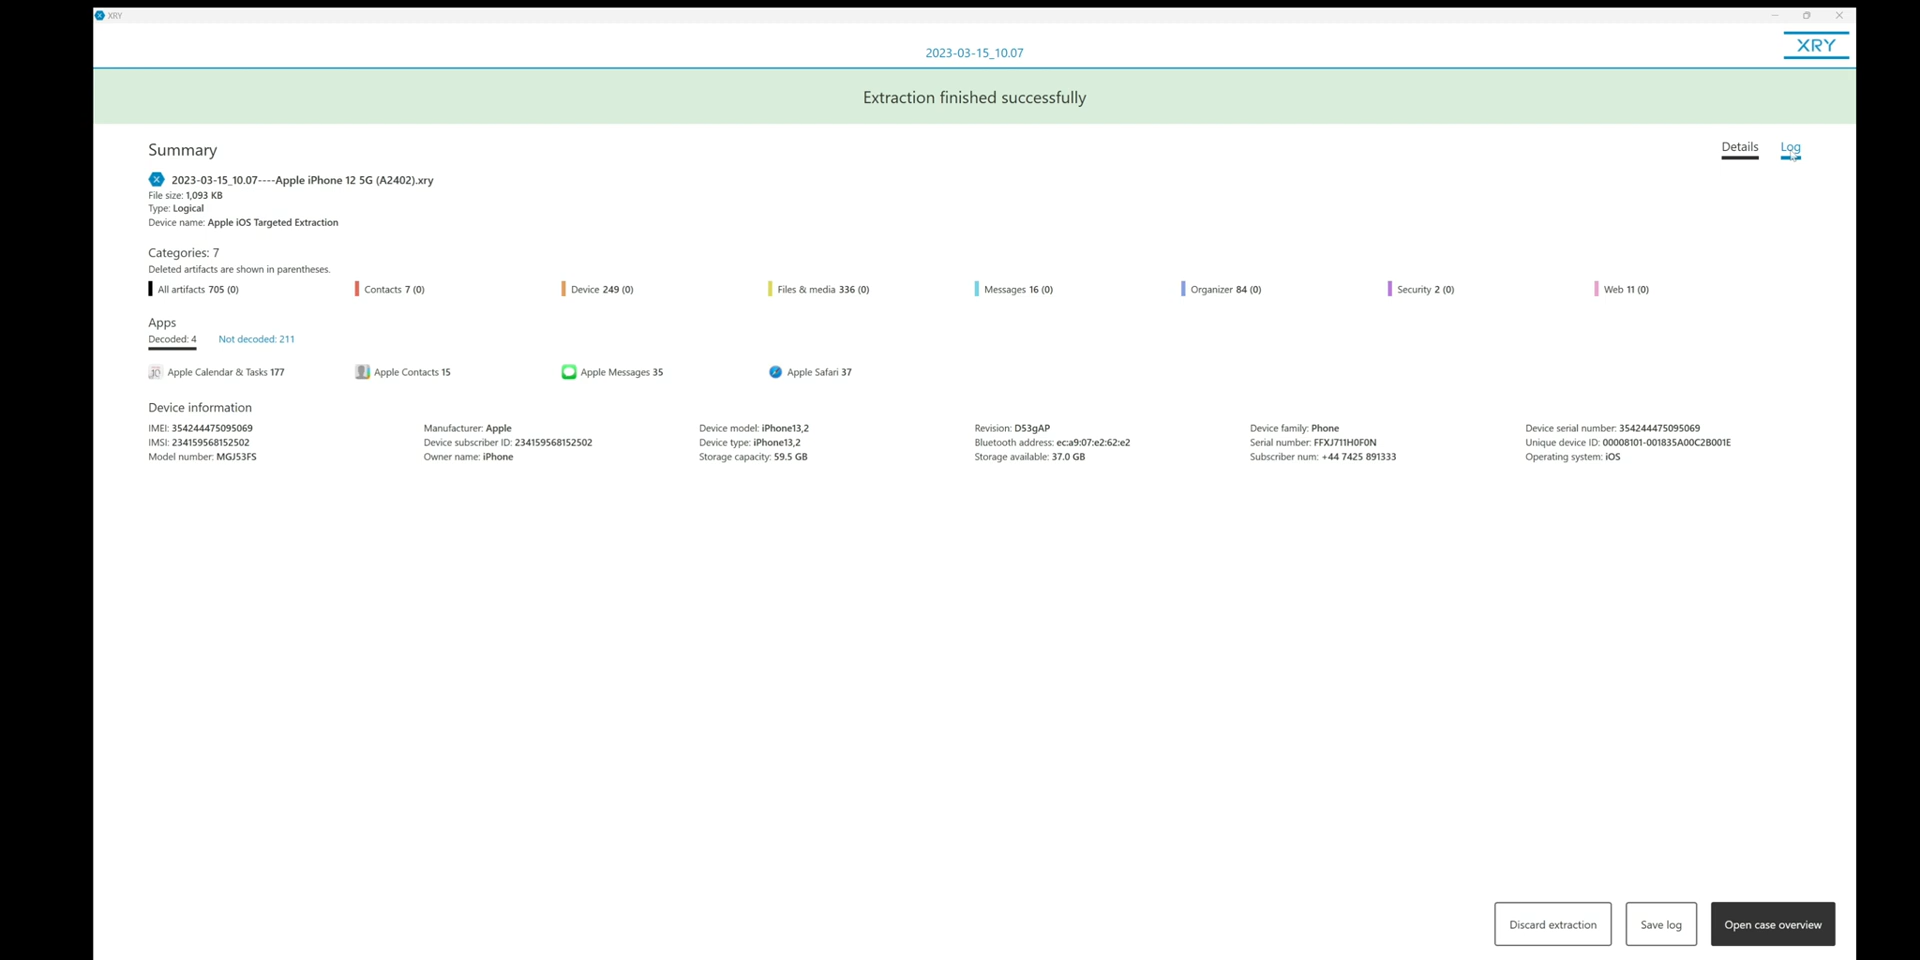 XRY
2023-03-15_10.07
XRY
Extraction finished successfully
Summary
Details
Log
2023-03-15_10.07----Apple iPhone 12 5G (A2402).xry
File size: 1,093 KB
Type: Logical
Device name: Apple iOS Targeted Extraction
Categories: 7
Deleted artifacts are shown in parentheses.
All artifacts 705 (0) Contacts 7 (0) Device 249 (0) Files & media 336 (0) Messages 16 (0) Organizer 84 (0) Security 2 (0) Web 11 (0)
Apps
Decoded: 4 Not decoded: 211
Apple Calendar & Tasks 177 Apple Contacts 15 Apple Messages 35 Apple Safari 37
Device information
IMEI: 354244475095069 Manufacturer: Apple Device model: iPhone13,2 Revision: D53gAP Device family: Phone Device serial number: 354244475095069
IMSI: 234159568152502 Device subscriber ID: 234159568152502 Device type: iPhone13,2 Bluetooth address: ec:a9:07:e2:62:e2 Serial number: FFXJ711H0F0N Unique device ID: 00008101-001835A00C2B001E
Model number: MGJ53FS Owner name: iPhone Storage capacity: 59.5 GB Storage available: 37.0 GB Subscriber num: +44 7425 891333 Operating system: iOS
Discard extraction Save log Open case overview